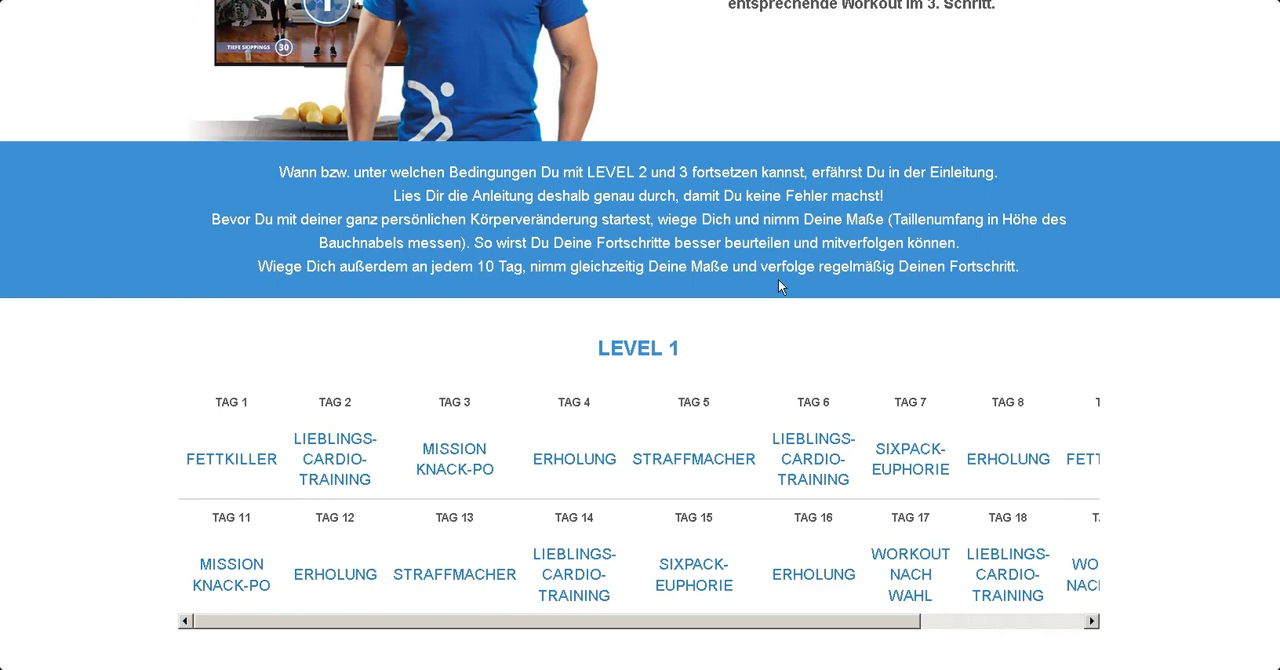 entsprechende Workout im 3. Schritt.
1
TIEFE SKIPPINGS 30
Wann bzw. unter welchen Bedingungen Du mit LEVEL 2 und 3 fortsetzen kannst, erfährst Du in der Einleitung.
Lies Dir die Anleitung deshalb genau durch, damit Du keine Fehler machst!
Bevor Du mit deiner ganz persönlichen Körperveränderung startest, wiege Dich und nimm Deine Maße (Taillenumfang in Höhe des
Bauchnabels messen). So wirst Du Deine Fortschritte besser beurteilen und mitverfolgen können.
Wiege Dich außerdem an jedem 10 Tag, nimm gleichzeitig Deine Maße und verfolge regelmäßig Deinen Fortschritt.
LEVEL 1
TAG 1 TAG 2 TAG 3 TAG 4 TAG 5 TAG 6 TAG 7 TAG 8
FETTKILLER
LIEBLINGS-
CARDIO-
TRAINING
MISSION
KNACK-PO
ERHOLUNG
STRAFFMACHER
LIEBLINGS-
CARDIO-
TRAINING
SIXPACK-
EUPHORIE
ERHOLUNG
FETT
TAG 11 TAG 12 TAG 13 TAG 14 TAG 15 TAG 16 TAG 17 TAG 18
MISSION
KNACK-PO
ERHOLUNG
STRAFFMACHER
LIEBLINGS-
CARDIO-
TRAINING
SIXPACK-
EUPHORIE
ERHOLUNG
WORKOUT
NACH
WAHL
LIEBLINGS-
CARDIO-
TRAINING
WO
NAC